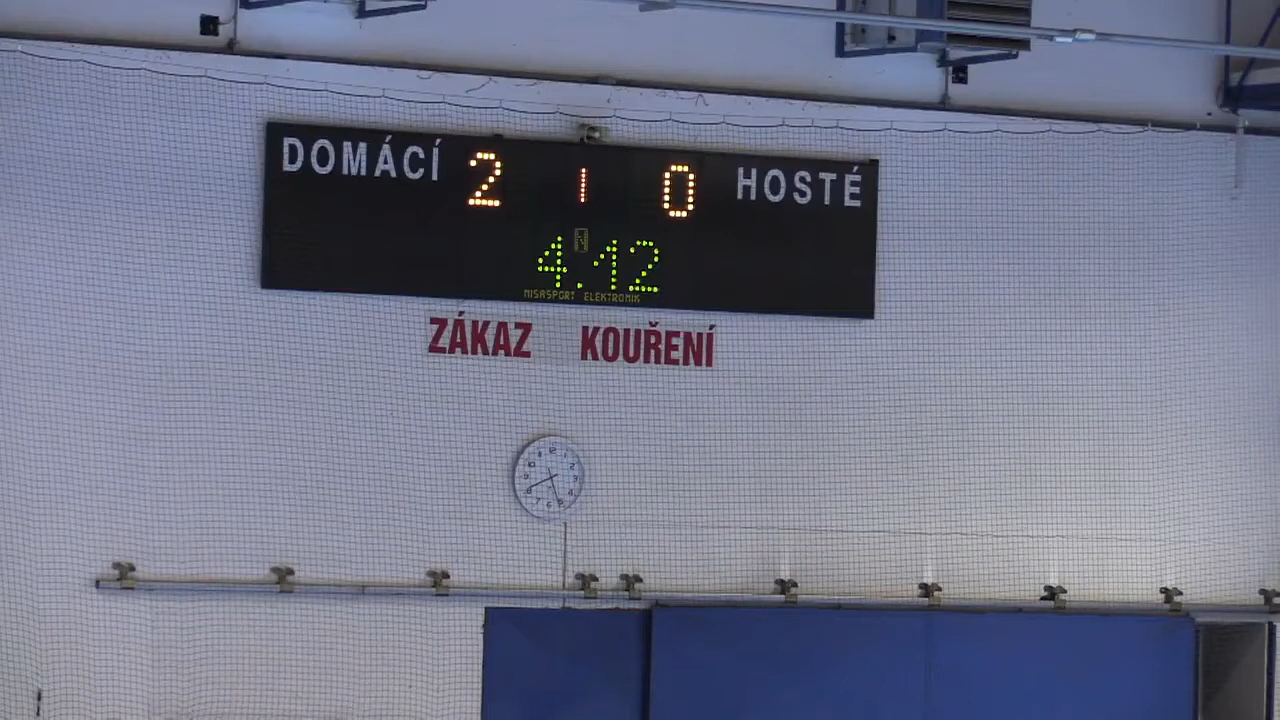 DOMÁCÍ 2 1 0 HOSTÉ
4.12
MISASPORT ELEKTRONIK
ZÁKAZ KOUŘENÍ